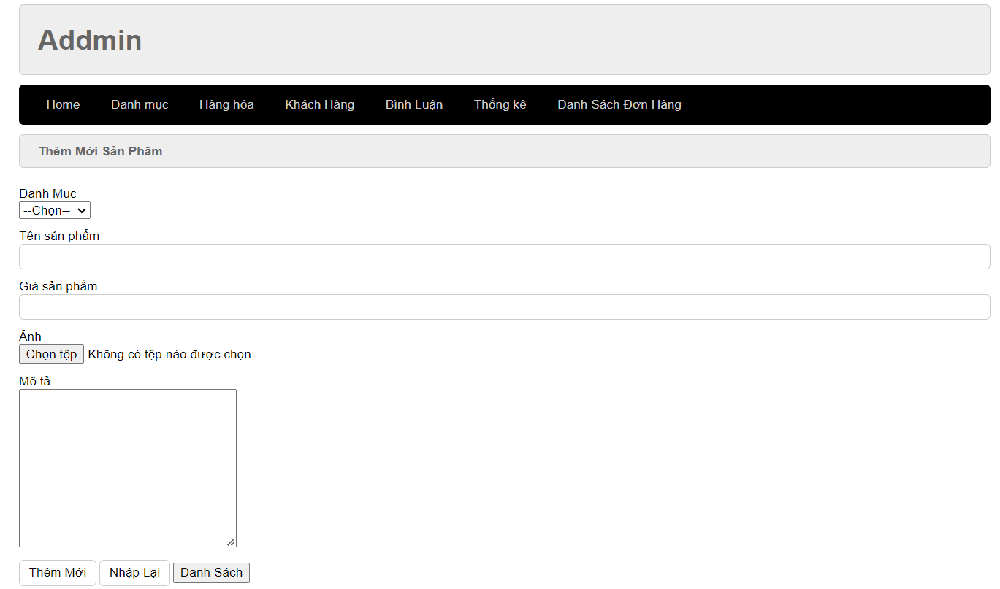 Addmin
Home Danh mục Hàng hóa Khách Hàng Bình Luận Thống kê Danh Sách Đơn Hàng
Thêm Mới Sản Phẩm
Danh Mục
--Chọn--
Tên sản phẩm
Giá sản phẩm
Ảnh
Chọn tệp Không có tệp nào được chọn
Mô tả
Thêm Mới Nhập Lại Danh Sách